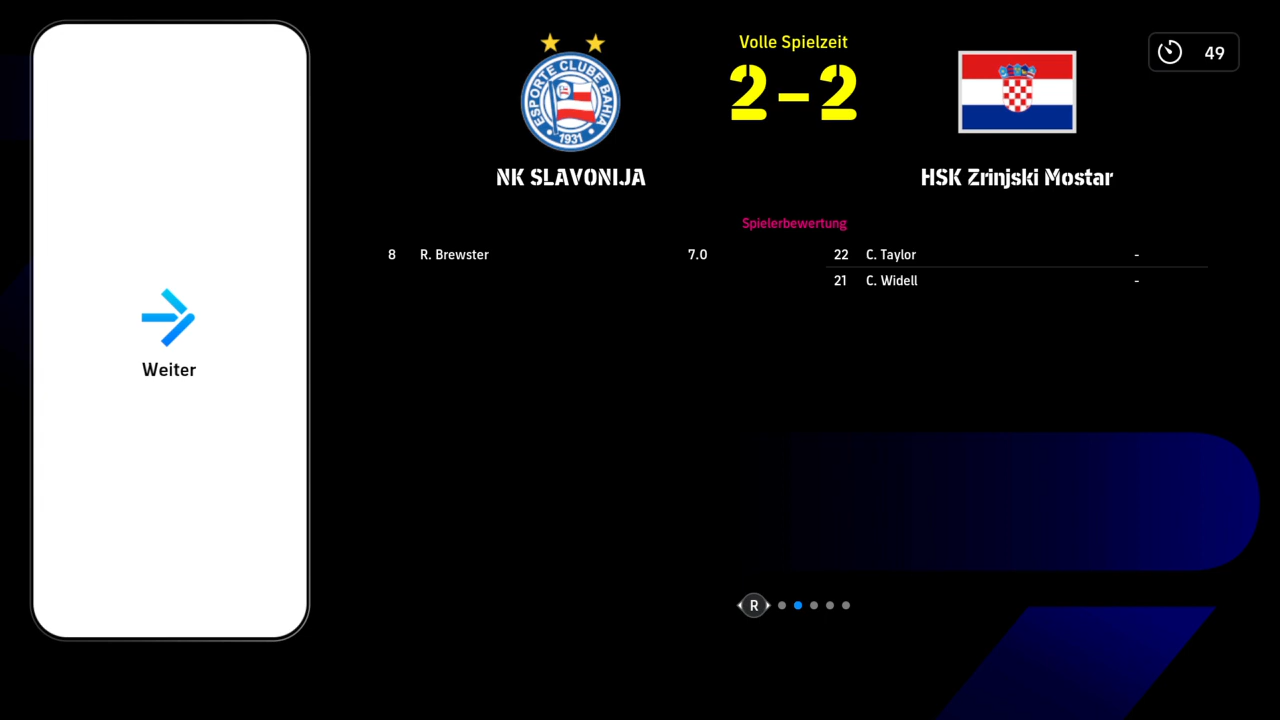 Volle Spielzeit
2-2
49
ESPORTE CLUBE BAHIA
1931
NK SLAVONIJA
HSK Zrinjski Mostar
Spielerbewertung
8 R. Brewster 7.0
22 C. Taylor -
21 C. Widell -
Weiter
R